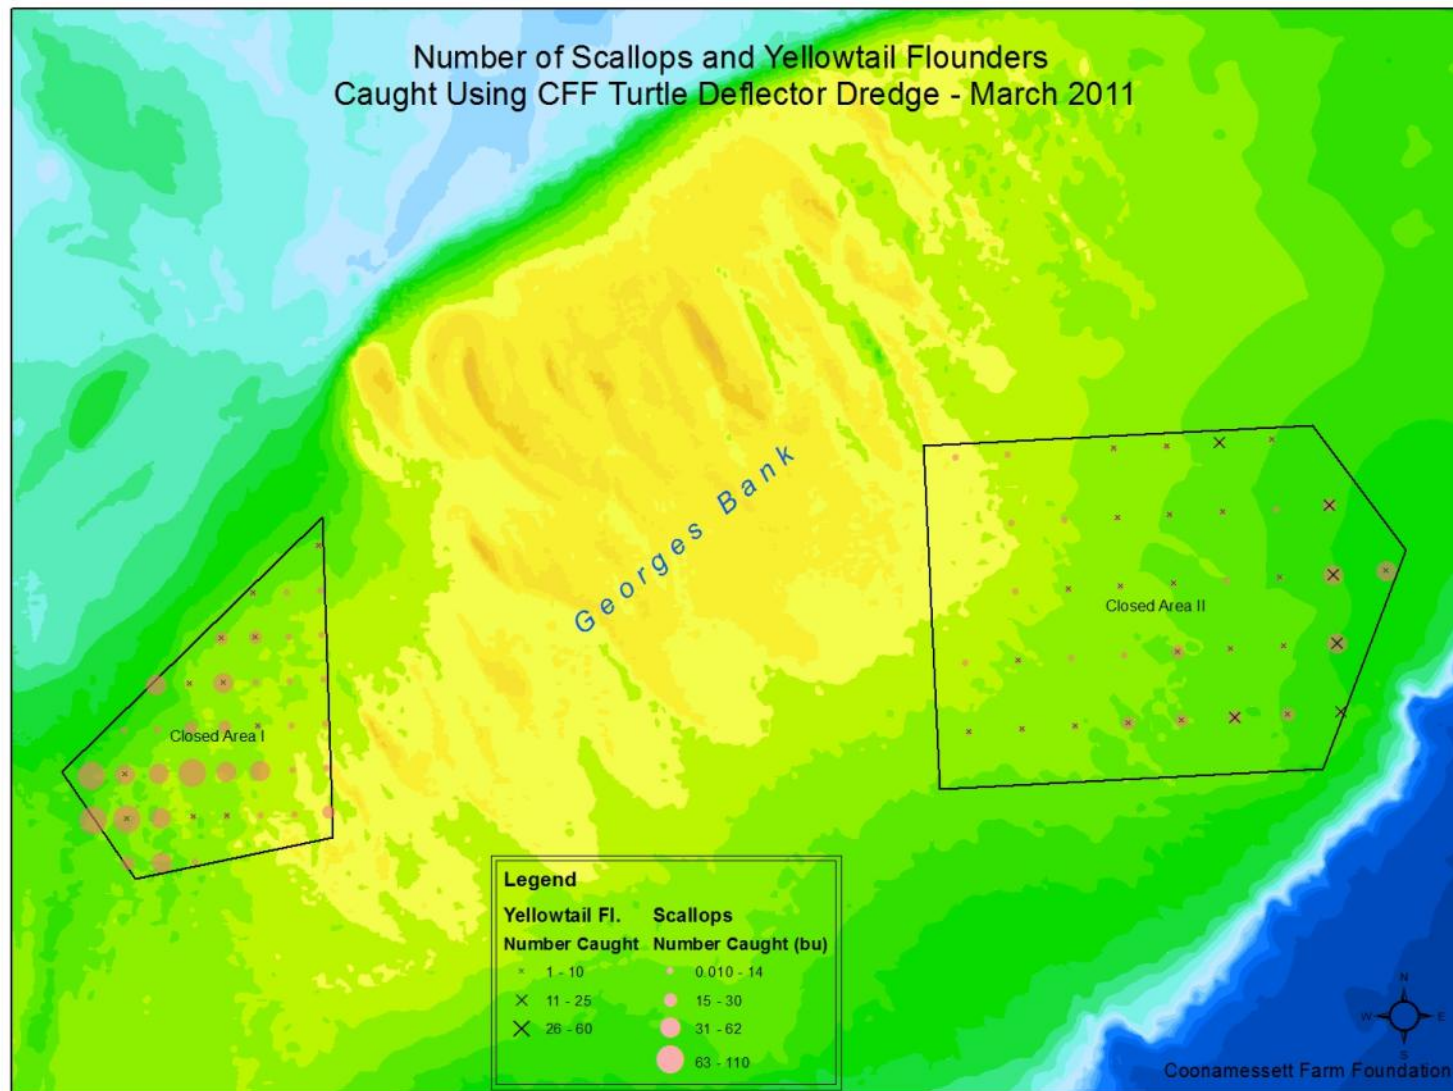 Number of Scallops and Yellowtail Flounders
Caught Using CFF Turtle Deflector Dredge - March 2011
Georges Bank
Closed Area II
Closed Area I
Legend
Yellowtail Fl. Scallops
Number Caught Number Caught (bu)
1 - 10 0.010 - 14
11 - 25 15 - 30
26 - 60 31 - 62
63 - 110
N
W E
S
Coonamessett Farm Foundation